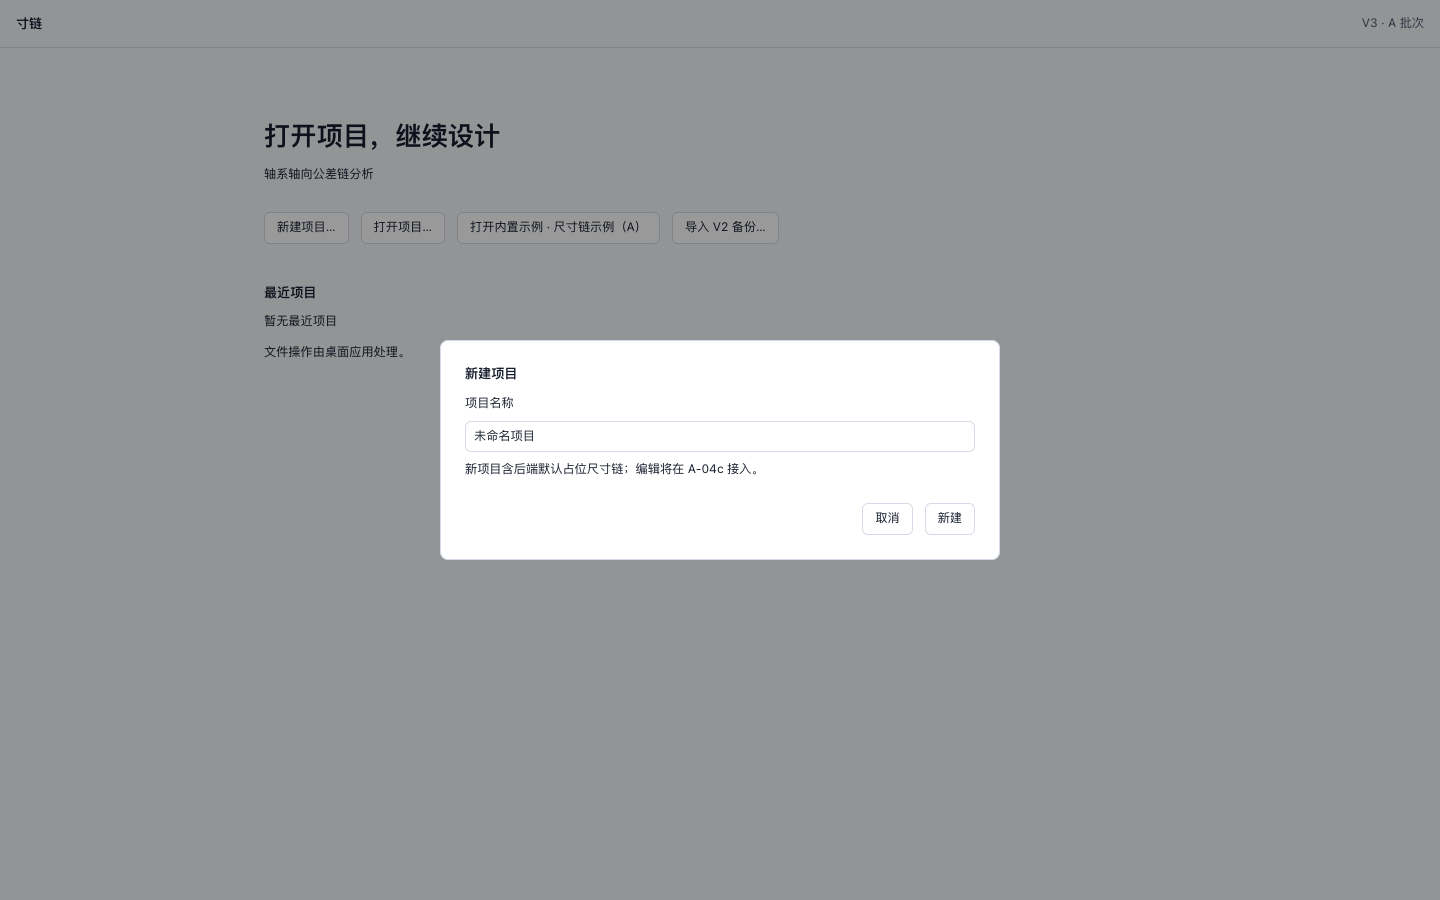 寸链
V3 · A 批次
打开项目，继续设计
轴系轴向公差链分析
新建项目...
打开项目...
打开内置示例 · 尺寸链示例（A）
导入 V2 备份...
最近项目
暂无最近项目
文件操作由桌面应用处理。
新建项目
项目名称
未命名项目
新项目含后端默认占位尺寸链；编辑将在 A-04c 接入。
取消
新建